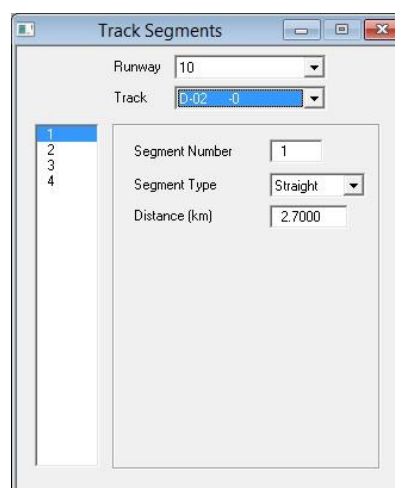 Track Segments
Runway 10
Track D-02 -0
1
2
3
4
Segment Number 1
Segment Type Straight
Distance (km) 2.7000